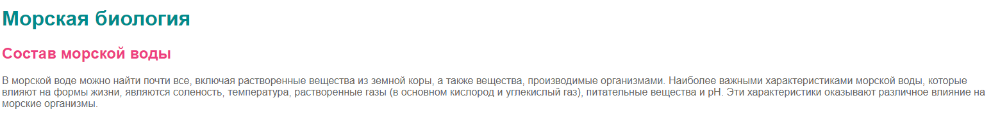 Морская биология
Состав морской воды
В морской воде можно найти почти все, включая растворенные вещества из земной коры, а также вещества, производимые организмами. Наиболее важными характеристиками морской воды, которые
влияют на формы жизни, являются соленость, температура, растворенные газы (в основном кислород и углекислый газ), питательные вещества и pH. Эти характеристики оказывают различное влияние на
морские организмы.